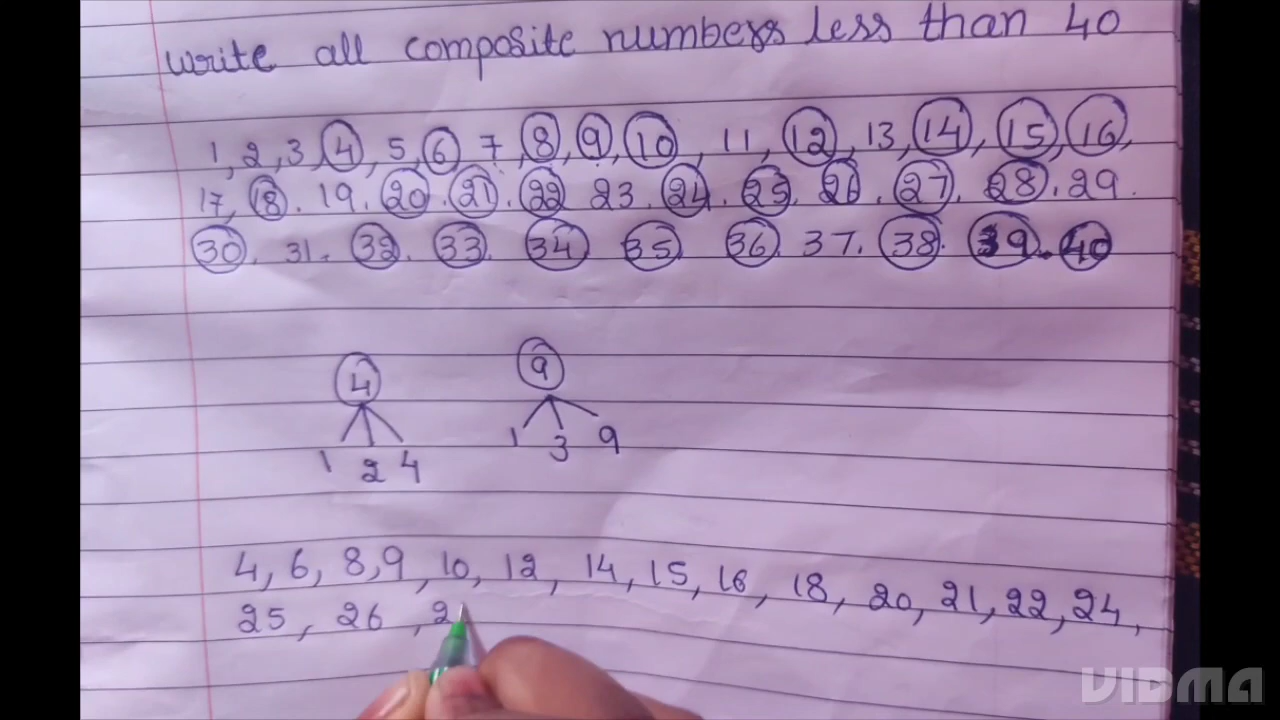 Write all composite numbers less than 40
1, 2, 3, 4, 5, 6, 7, 8, 9, 10, 11, 12, 13, 14, 15, 16,
17, 18. 19. 20. 21. 22 23. 24. 25. 26. 27. 28. 29.
30. 31. 32. 33. 34 35. 36. 37. 38. 39. 40
4 9
1 2 4 1 3 9
4, 6, 8, 9, 10, 12, 14, 15, 16, 18, 20, 21, 22, 24,
25, 26, 2
VIDMA